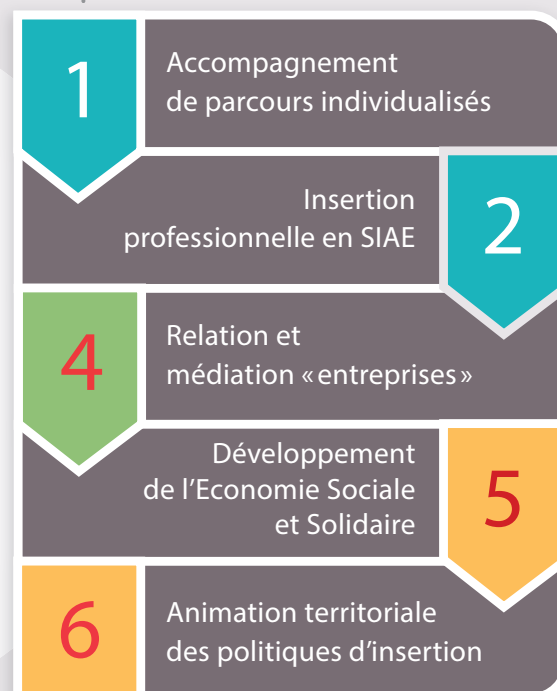 1
Accompagnement
de parcours individualisés
Insertion
professionnelle en SIAE
2
4
Relation et
médiation «entreprises»
Développement
de l’Economie Sociale
et Solidaire
5
6
Animation territoriale
des politiques d’insertion